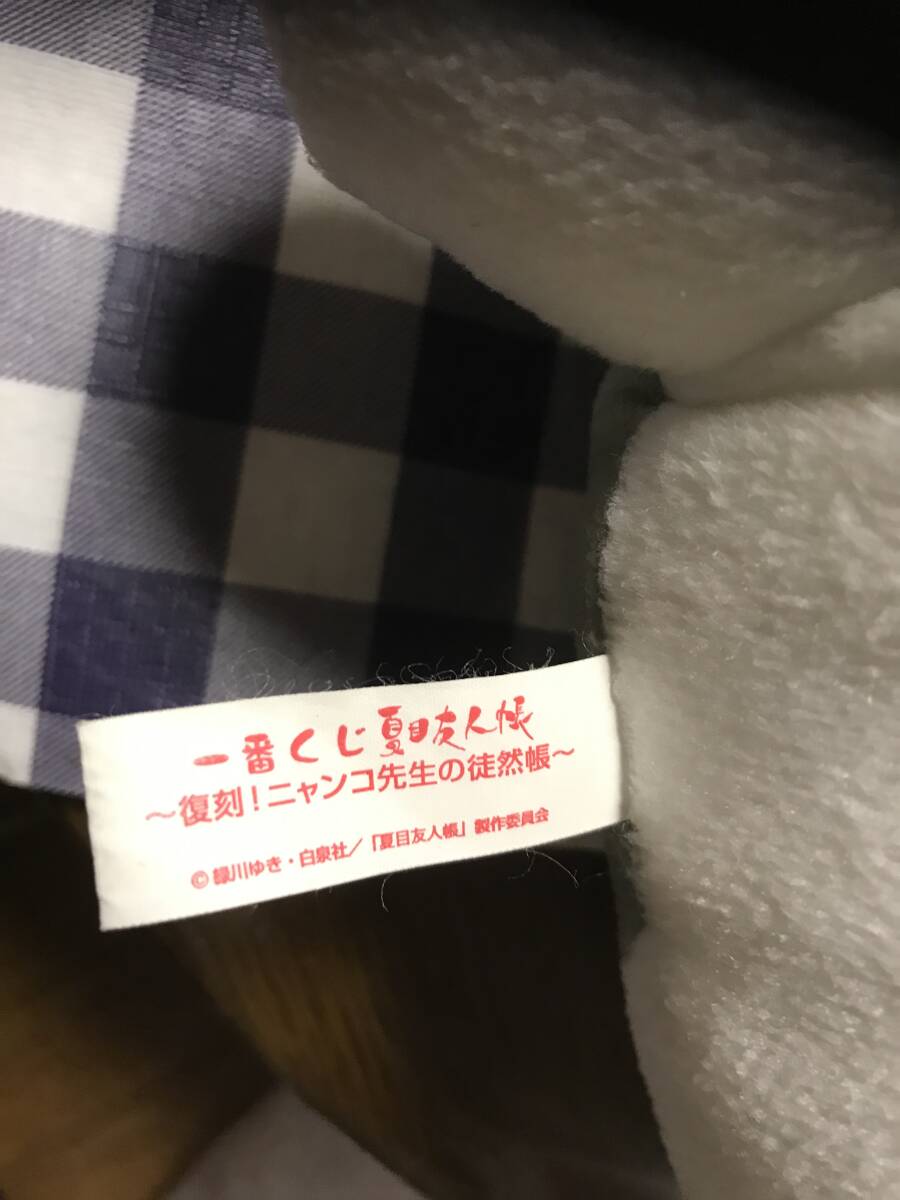 一番くじ 夏目友人帳
～復刻！ニャンコ先生の徒然帳～
©緑川ゆき・白泉社／「夏目友人帳」製作委員会